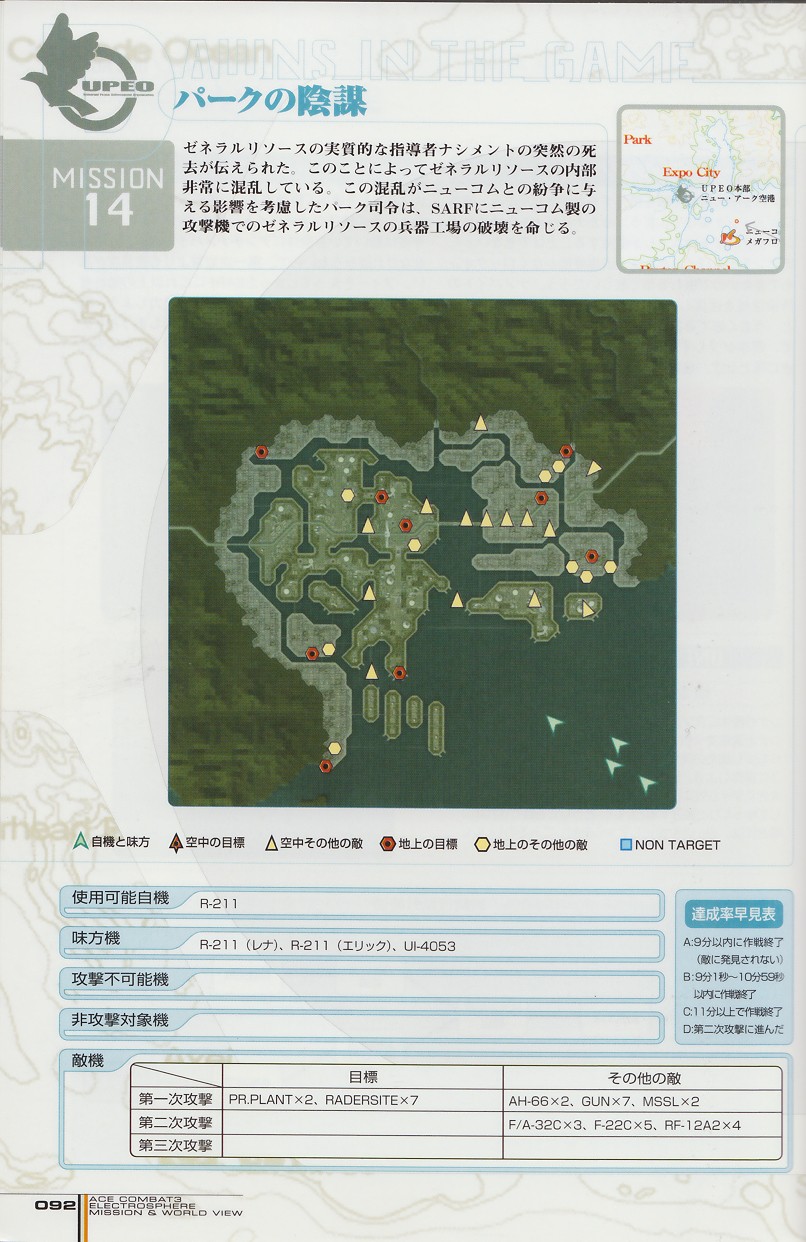 PAWNS IN THE GAME
UPEO
パークの陰謀
MISSION
14
ゼネラルリソースの実質的な指導者ナシメントの突然の死
去が伝えられた。このことによってゼネラルリソースの内部
非常に混乱している。この混乱がニューコムとの紛争に与
える影響を考慮したパーク司令は、SARFにニューコム製の
攻撃機でのゼネラルリソースの兵器工場の破壊を命じる。
Park
Expo City
UPEO本部
ニュー・アーク空港
ニューコ
メガフロ
自機と味方
空中の目標
空中その他の敵
地上の目標
地上のその他の敵
NON TARGET
使用可能自機
R-211
味方機
R-211（レナ）、R-211（エリック）、UI-4053
攻撃不可能機
非攻撃対象機
達成率早見表
A:9分以内に作戦終了
（敵に発見されない）
B:9分1秒～10分59秒
以内に作戦終了
C:11分以上で作戦終了
D:第二次攻撃に進んだ
敵機
目標 その他の敵
第一次攻撃 PR.PLANT×2、RADERSITE×7 AH-66×2、GUN×7、MSSL×2
第二次攻撃 F/A-32C×3、F-22C×5、RF-12A2×4
第三次攻撃
092
ACE COMBAT3
ELECTROSPHERE
MISSION & WORLD VIEW